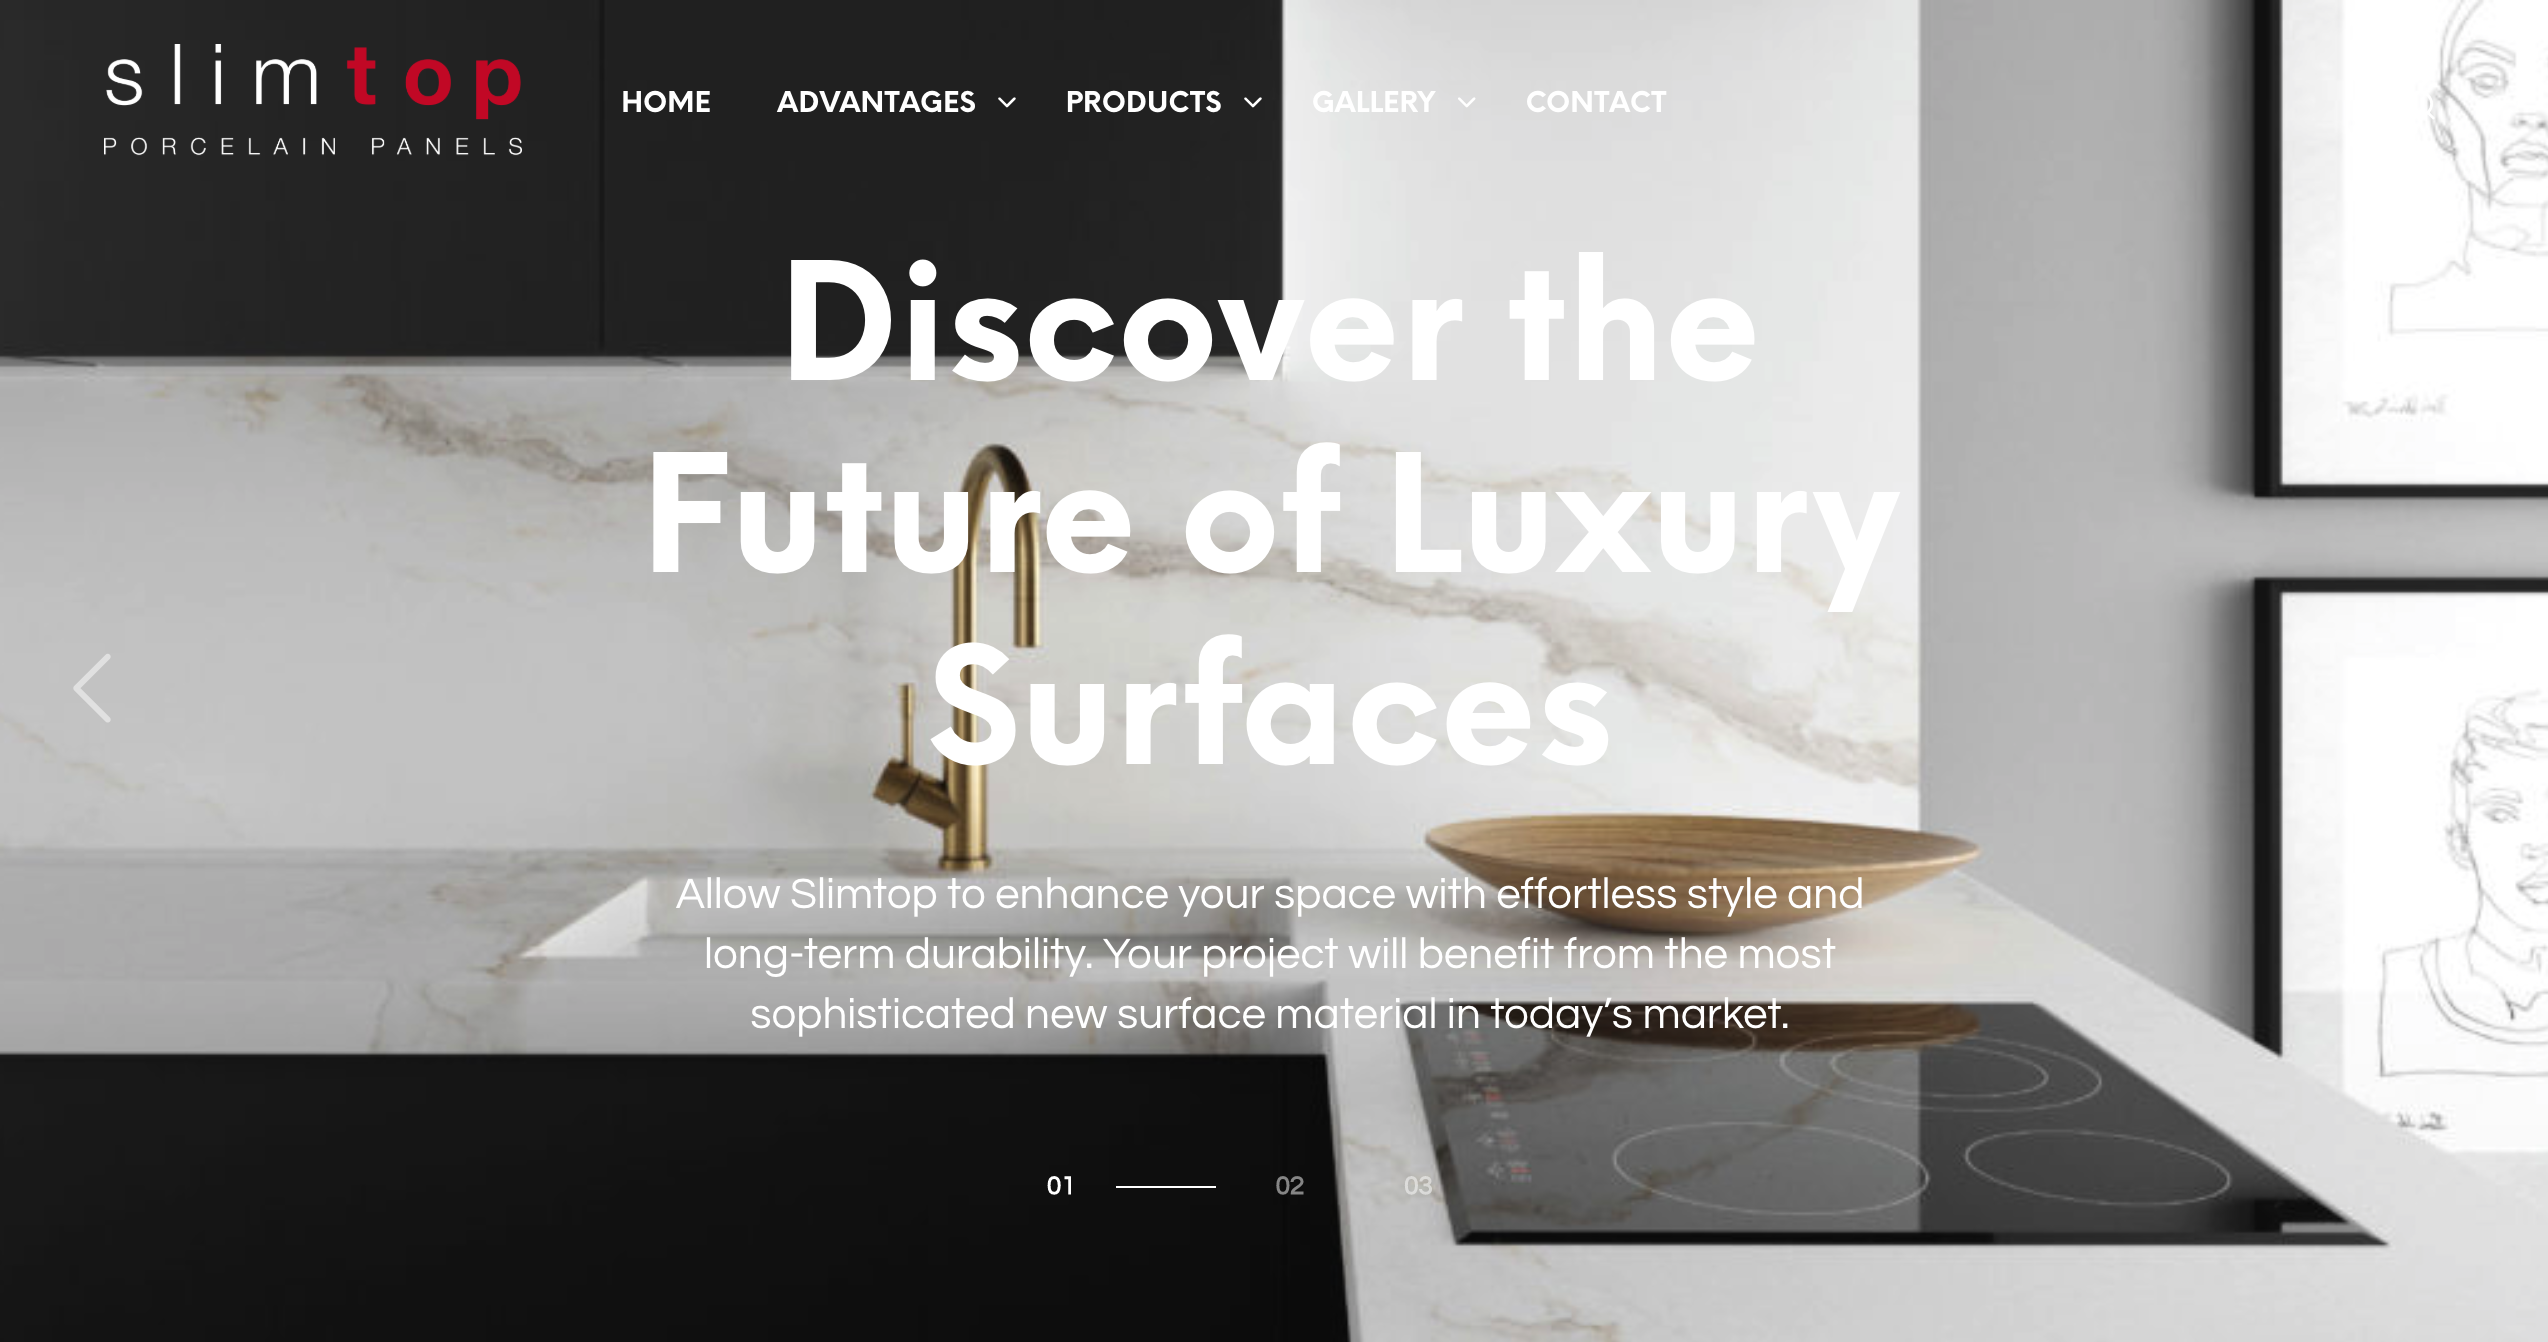 slimtop
PORCELAIN PANELS
HOME ADVANTAGES PRODUCTS GALLERY CONTACT
Discover the
Future of Luxury
Surfaces
Allow Slimtop to enhance your space with effortless style and
long-term durability. Your project will benefit from the most
sophisticated new surface material in today’s market.
01 02 03